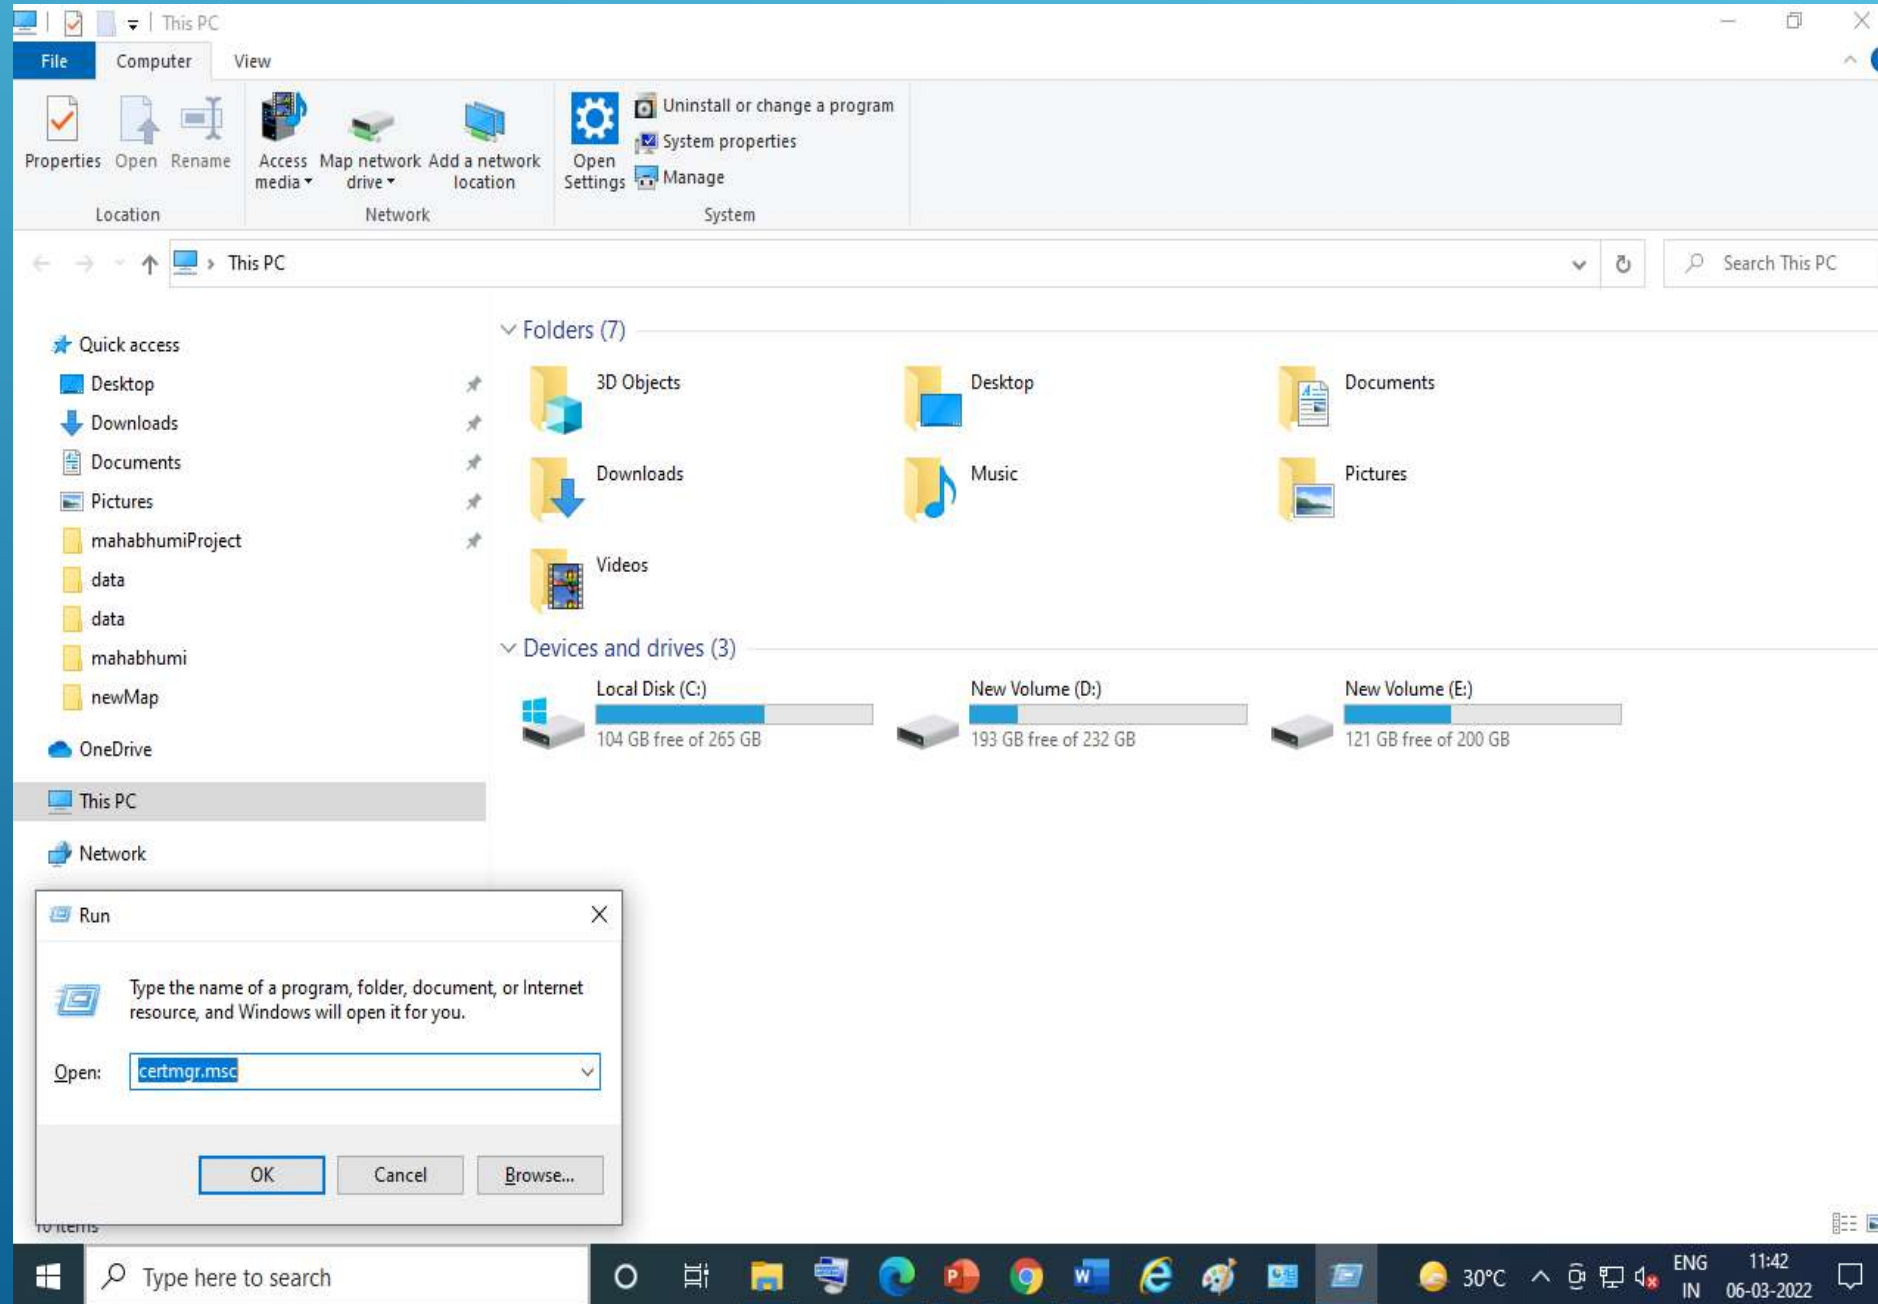 This PC
File Computer View
Properties Open Rename
Access media
Map network drive
Add a network location
Open Settings
Uninstall or change a program
System properties
Manage
Location Network System
This PC
Search This PC
Quick access
Desktop
Downloads
Documents
Pictures
mahabhumiProject
data
data
mahabhumi
newMap
OneDrive
This PC
Network
Folders (7)
3D Objects Desktop Documents
Downloads Music Pictures
Videos
Devices and drives (3)
Local Disk (C:) New Volume (D:) New Volume (E:)
104 GB free of 265 GB 193 GB free of 232 GB 121 GB free of 200 GB
Run
Type the name of a program, folder, document, or Internet
resource, and Windows will open it for you.
Open: certmgr.msc
OK Cancel Browse...
10 items
Type here to search
30°C
ENG
IN
11:42
06-03-2022